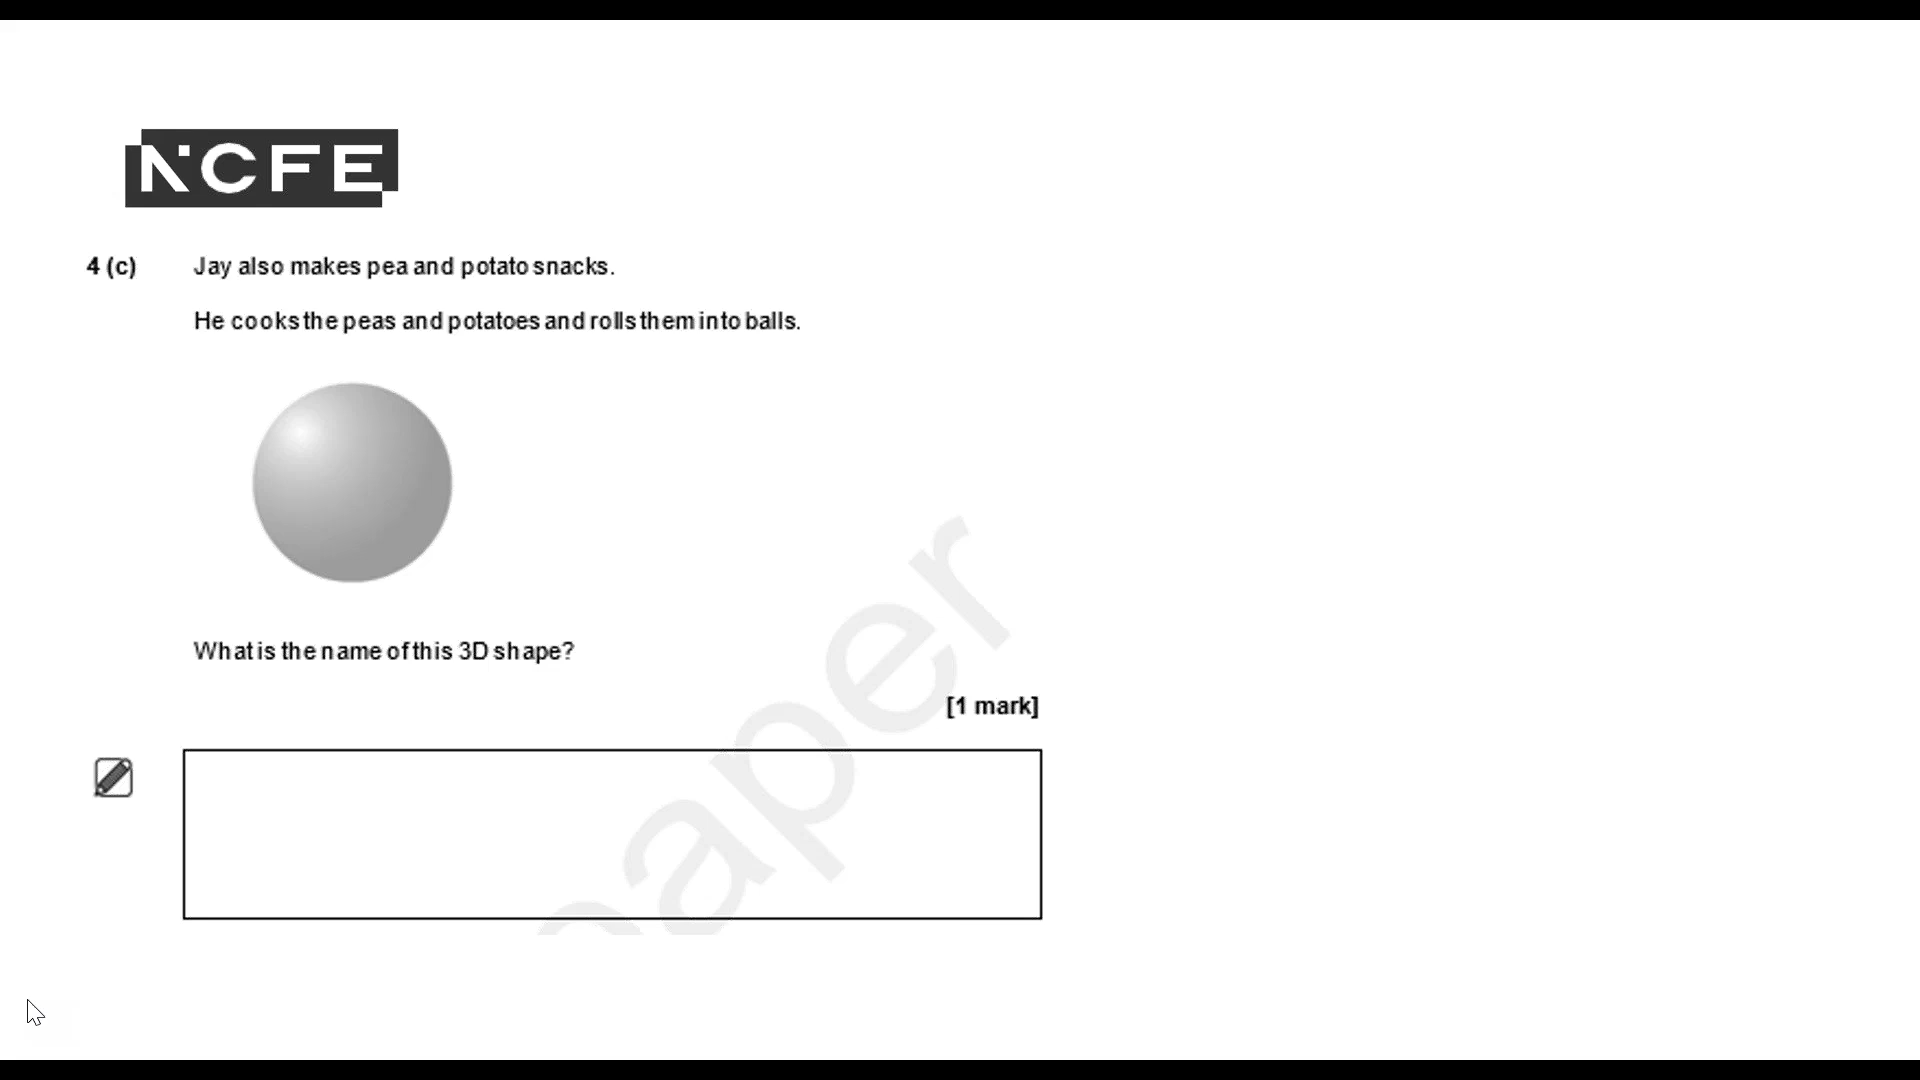 NCFE
4 (c) Jay also makes pea and potato snacks.
He cooks the peas and potatoes and rolls them into balls.
What is the name of this 3D shape?
[1 mark]
paper